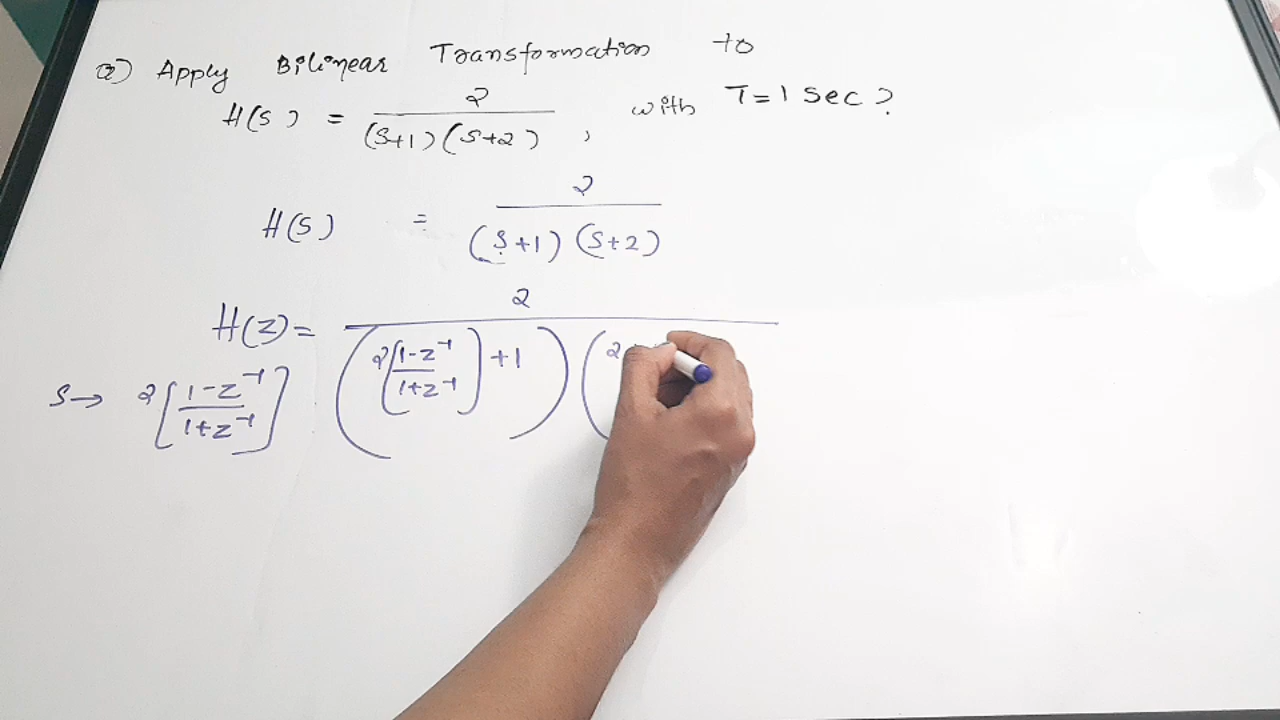 Q) Apply Bilinear Transformation to
H(s) = 2 / (s+1)(s+2) , with T=1 sec ?
H(s) = 2 / (s+1)(s+2)
H(z) = 2 / (2[1-z⁻¹ / 1+z⁻¹] +1) (2
s → 2[1-z⁻¹ / 1+z⁻¹]